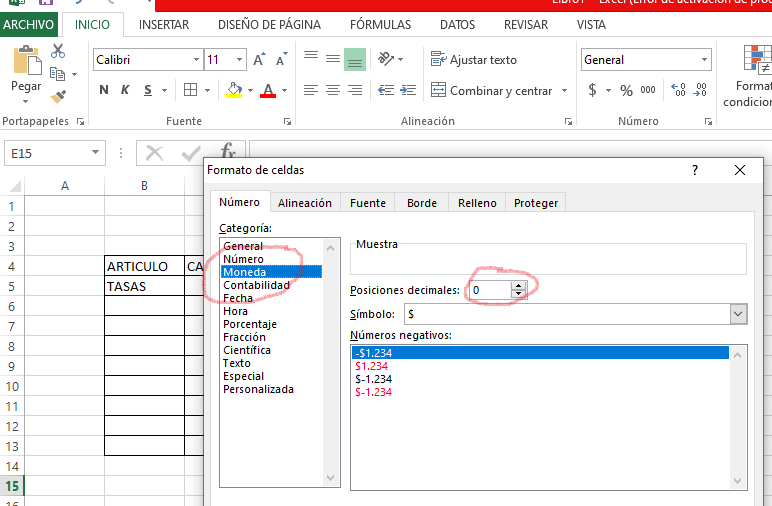 Libro1 - Excel (Error de activación de pro
ARCHIVO INICIO INSERTAR DISEÑO DE PÁGINA FÓRMULAS DATOS REVISAR VISTA
Pegar
Calibri 11 A A
N K S A
Ajustar texto
Combinar y centrar
General
$ % 000 ,00
Format
condicion
Portapapeles Fuente Alineación Número
E15 fx
Formato de celdas ?
Número Alineación Fuente Borde Relleno Proteger
Categoría:
General
Número
Moneda
Contabilidad
Fecha
Hora
Porcentaje
Fracción
Científica
Texto
Especial
Personalizada
Muestra
Posiciones decimales: 0
Símbolo: $
Números negativos:
-$1.234
$1.234
$-1.234
$-1.234
A B
1
2
3
4 ARTICULO CA
5 TASAS
6
7
8
9
10
11
12
13
14
15
16